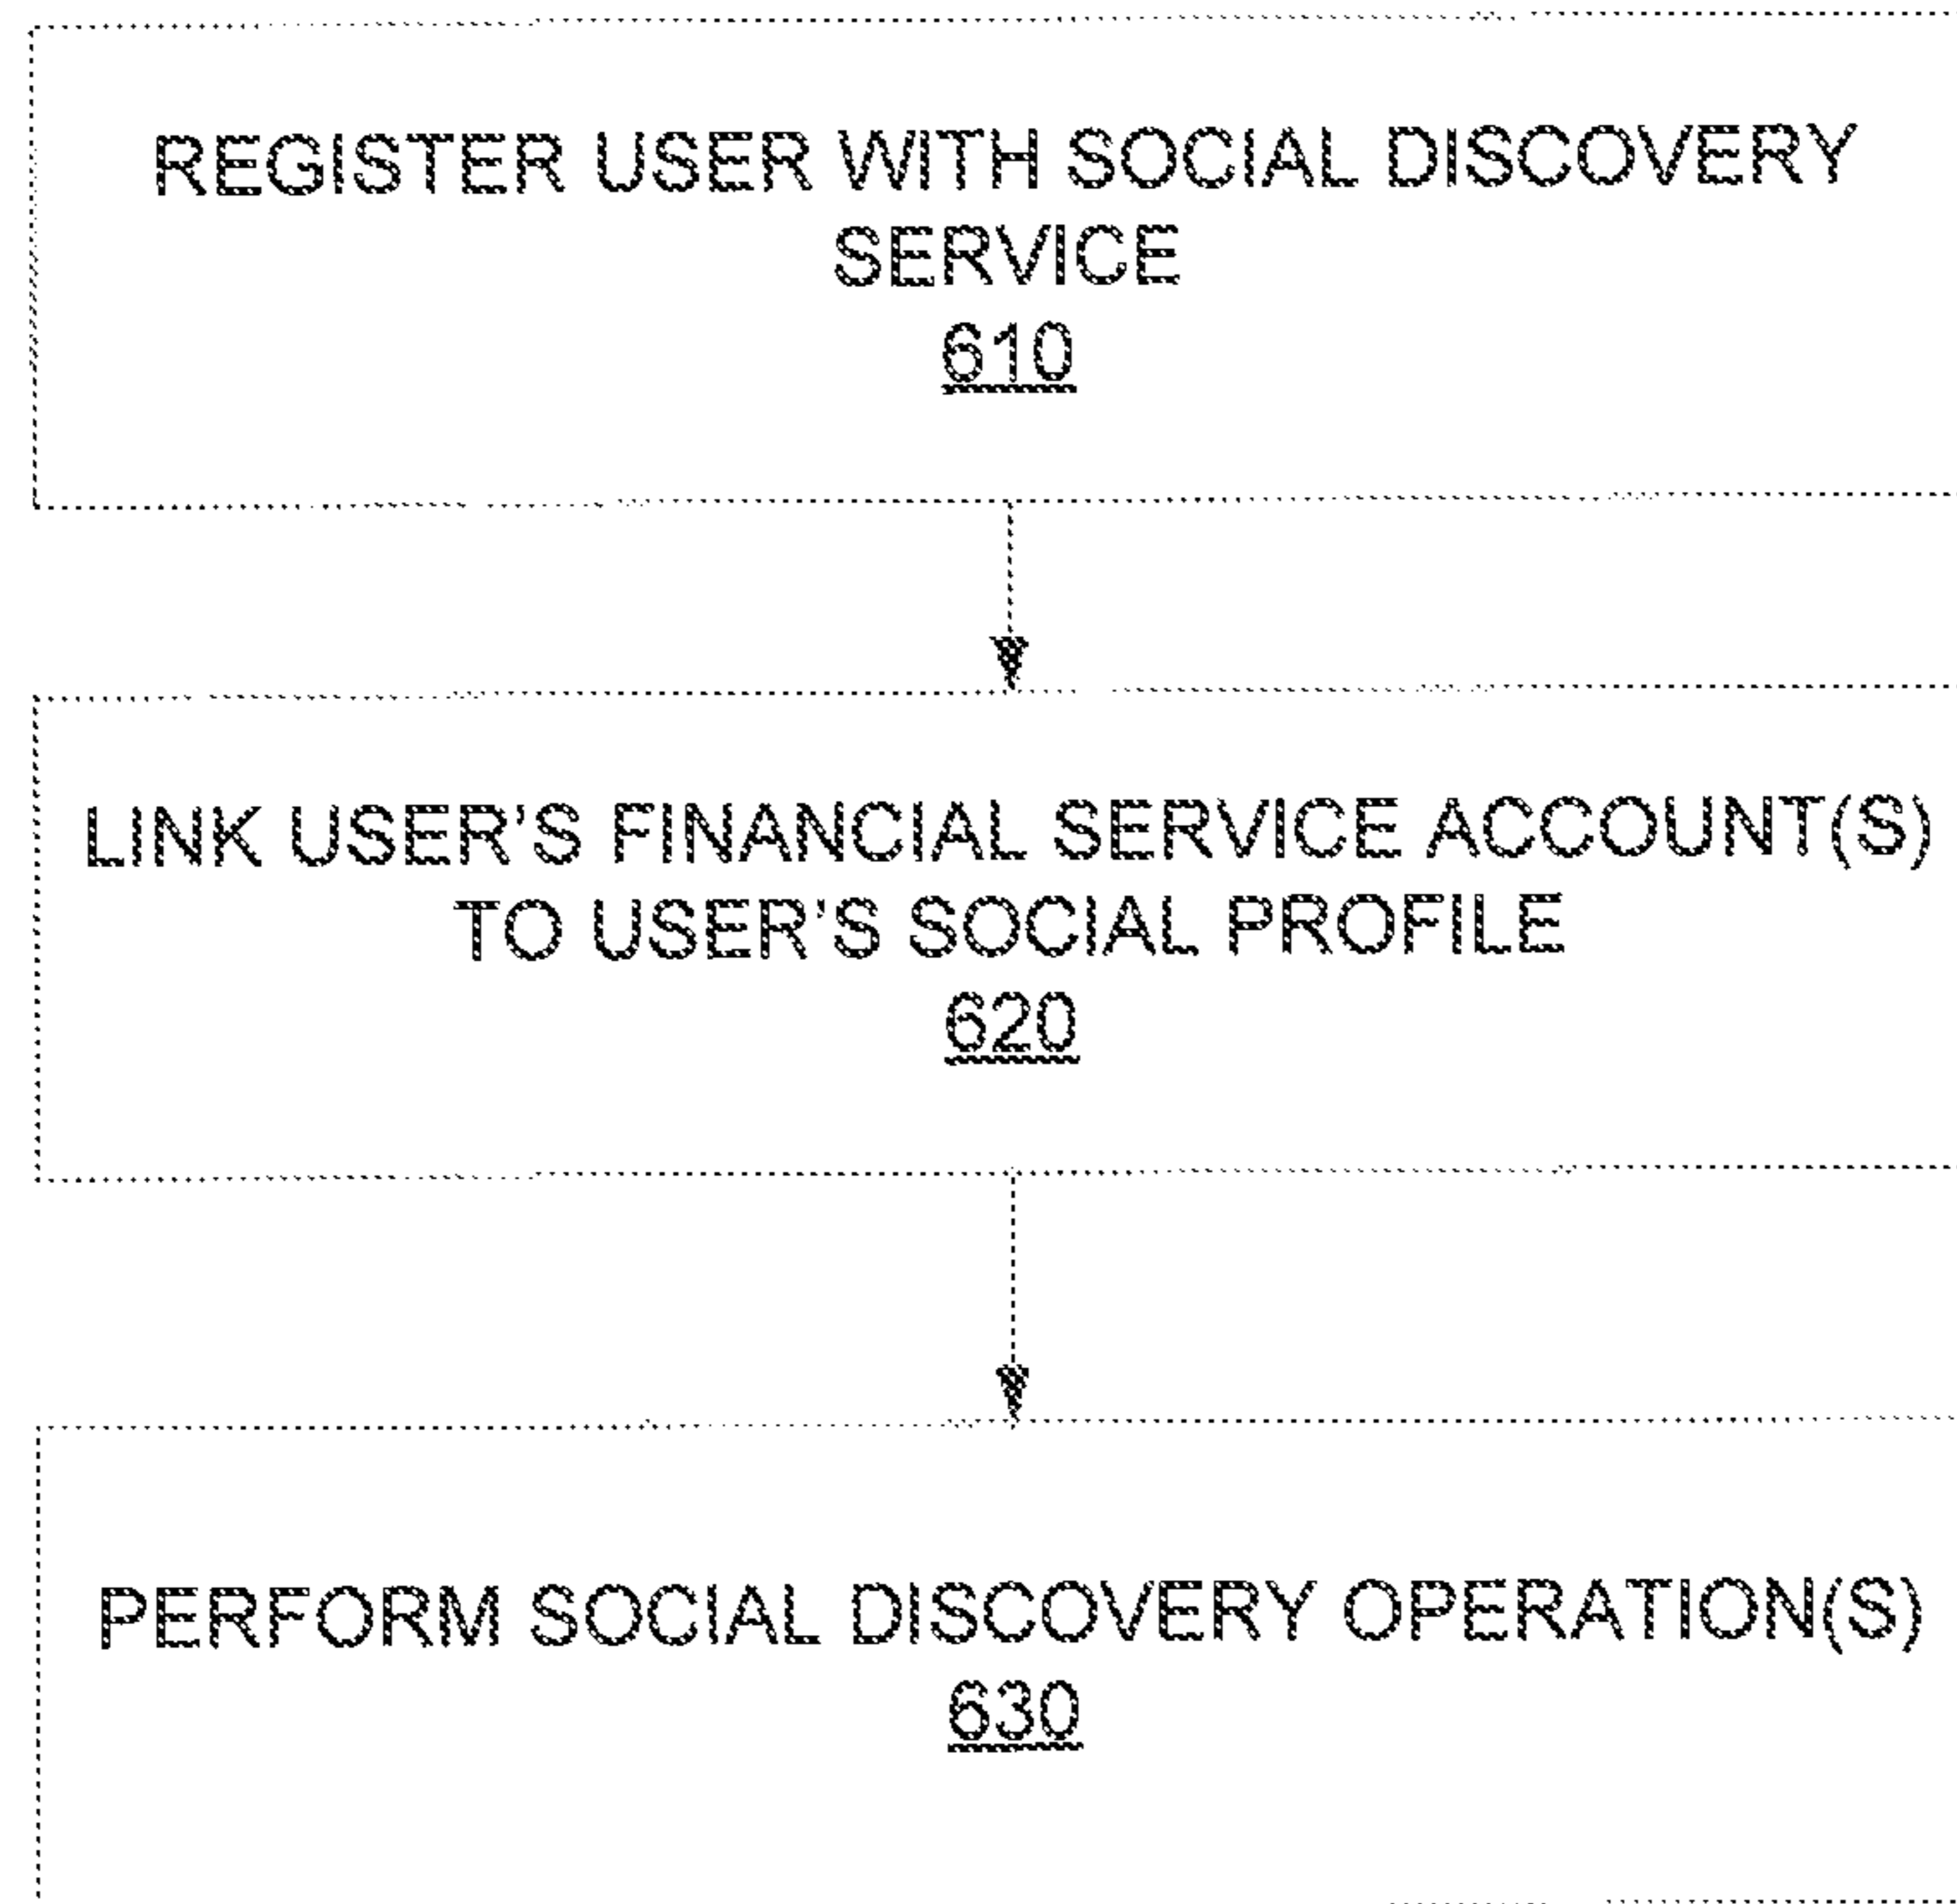 REGISTER USER WITH SOCIAL DISCOVERY
SERVICE
610
LINK USER'S FINANCIAL SERVICE ACCOUNT(S)
TO USER'S SOCIAL PROFILE
620
PERFORM SOCIAL DISCOVERY OPERATION(S)
630